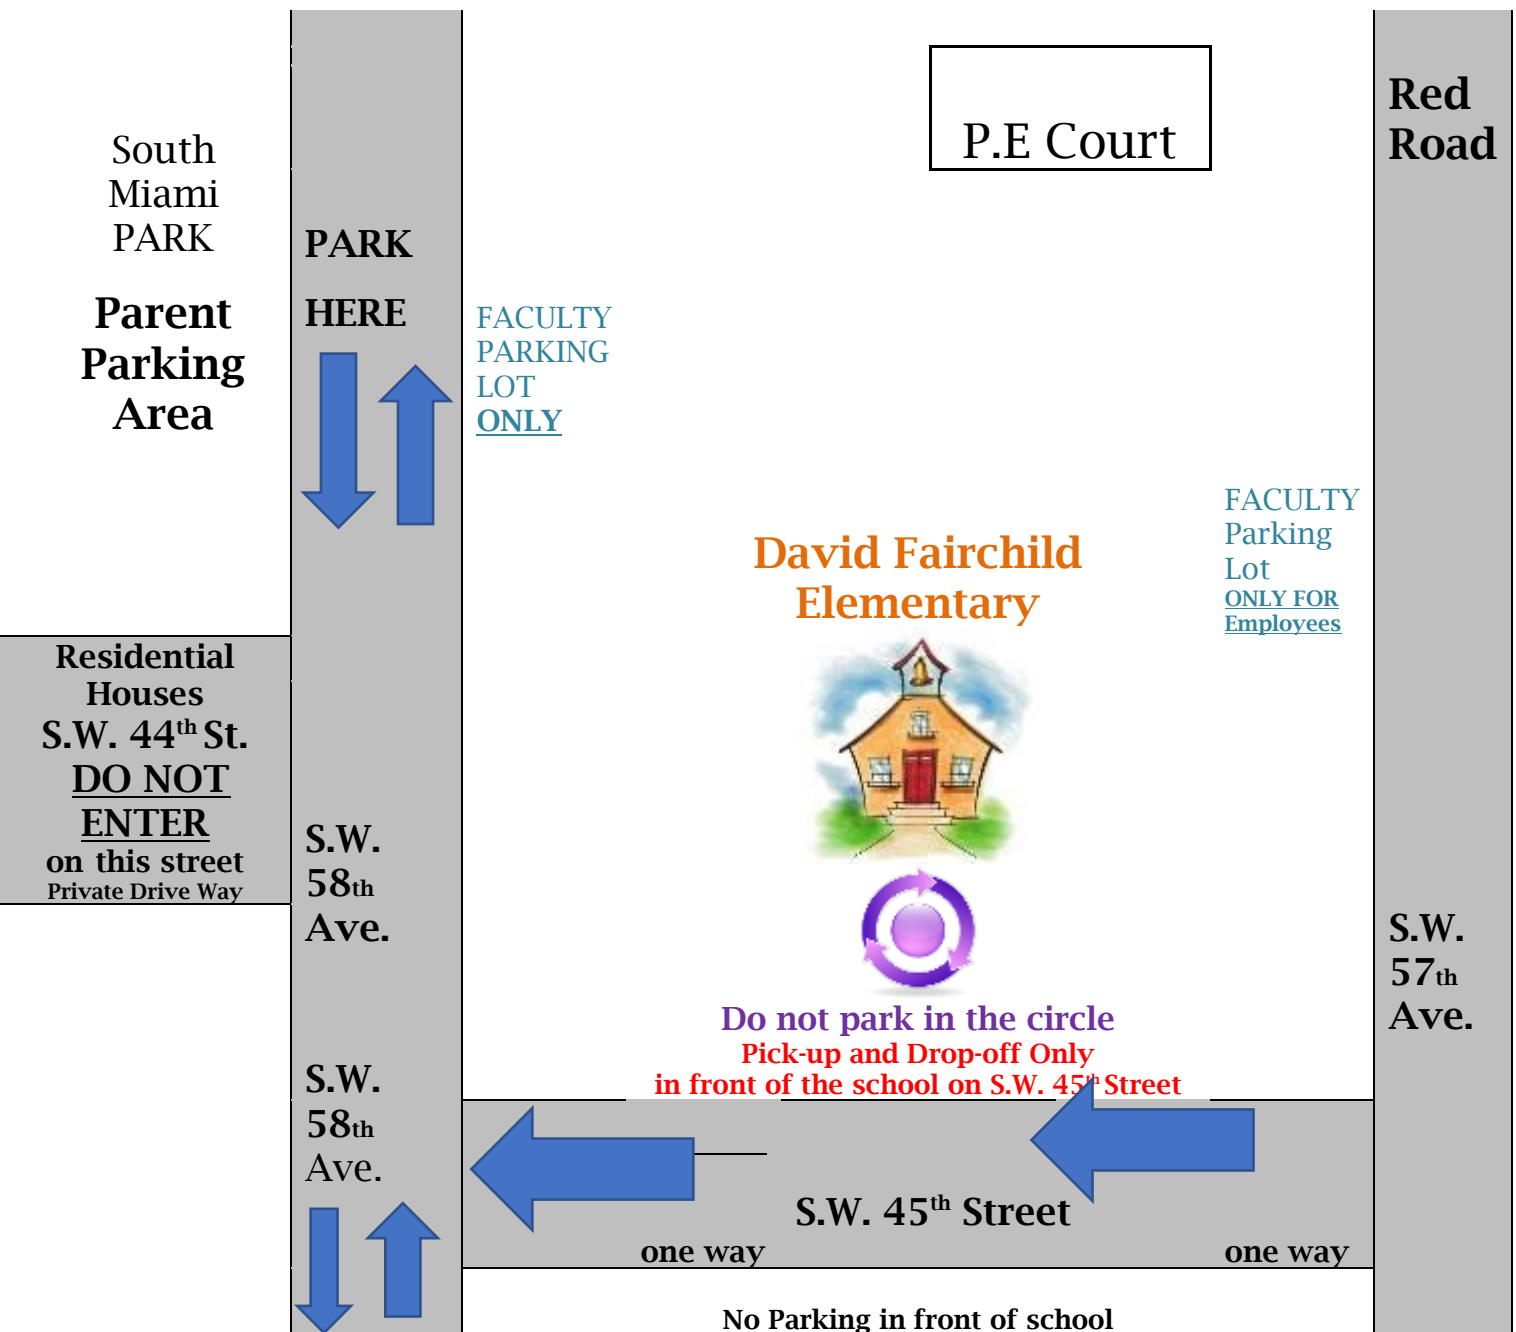 South
Miami
PARK
Parent
Parking
Area
PARK
HERE
P.E Court
Red
Road
FACULTY
PARKING
LOT
ONLY
FACULTY
Parking
Lot
ONLY FOR
Employees
David Fairchild
Elementary
Residential
Houses
S.W. 44th St.
DO NOT
ENTER
on this street
Private Drive Way
S.W.
58th
Ave.
S.W.
57th
Ave.
Do not park in the circle
Pick-up and Drop-off Only
in front of the school on S.W. 45th Street
S.W.
58th
Ave.
S.W. 45th Street
one way
one way
No Parking in front of school